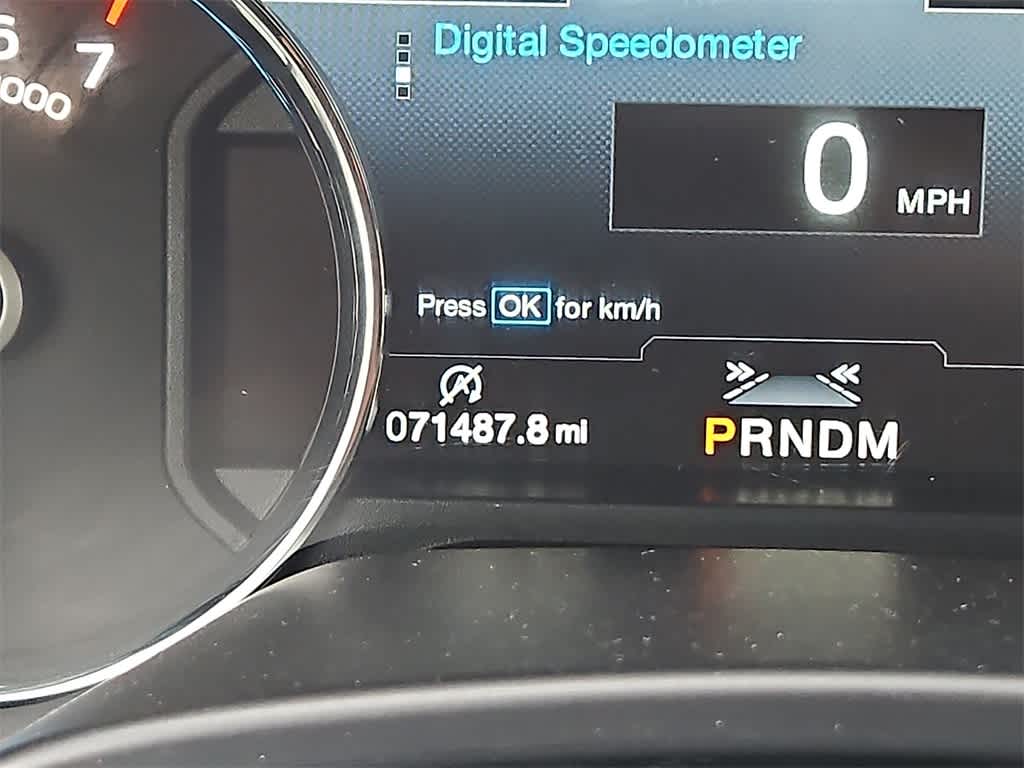 Digital Speedometer
6
7
000
0 MPH
Press OK for km/h
A
071487.8 mi
PRNDM